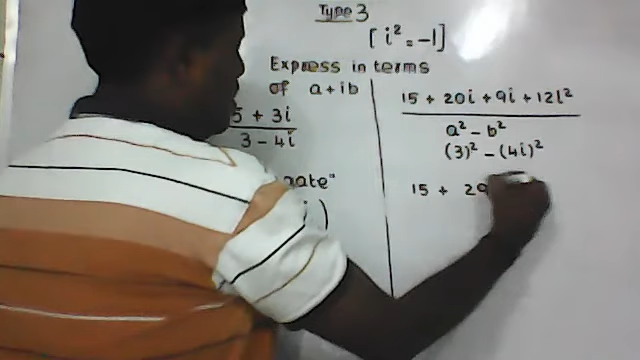 Type 3
[ i² = -1]
Express in terms
of a+ib
5 + 3i
3 - 4i
)
15 + 20i + 9i + 12i²
a² - b²
(3)² - (4i)²
15 + 29